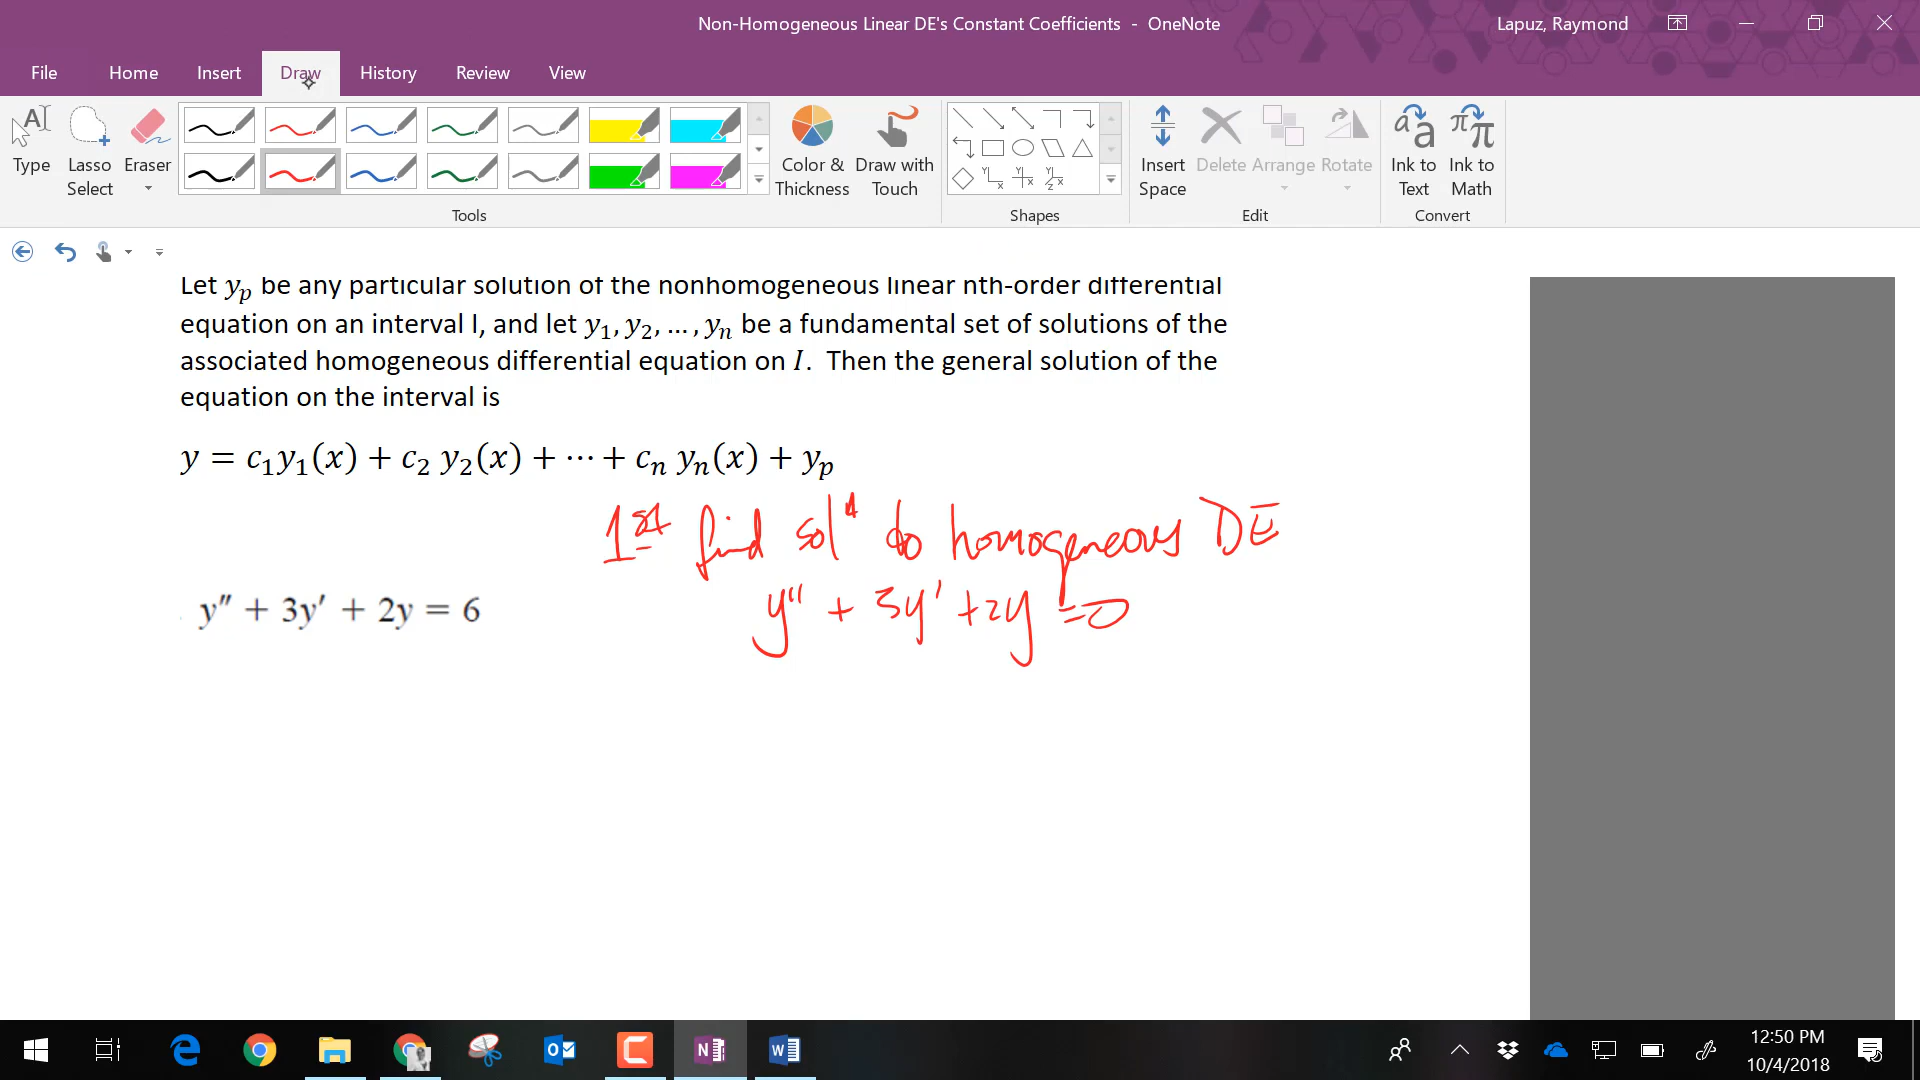 Non-Homogeneous Linear DE's Constant Coefficients - OneNote
Lapuz, Raymond
File Home Insert Draw History Review View
Type
Lasso Select
Eraser
Color & Thickness
Draw with Touch
Insert Space
Delete
Arrange
Rotate
Ink to Text
Ink to Math
Tools
Shapes
Edit
Convert
Let yₚ be any particular solution of the nonhomogeneous linear nth-order differential
equation on an interval I, and let y₁, y₂, … , yₙ be a fundamental set of solutions of the
associated homogeneous differential equation on I. Then the general solution of the
equation on the interval is
y = c₁y₁(x) + c₂ y₂(x) + ⋯ + cₙ yₙ(x) + yₚ
1st find solⁿ to homogeneous DE
y'' + 3y' + 2y = 6
y'' + 3y' + 2y = 0
12:50 PM
10/4/2018